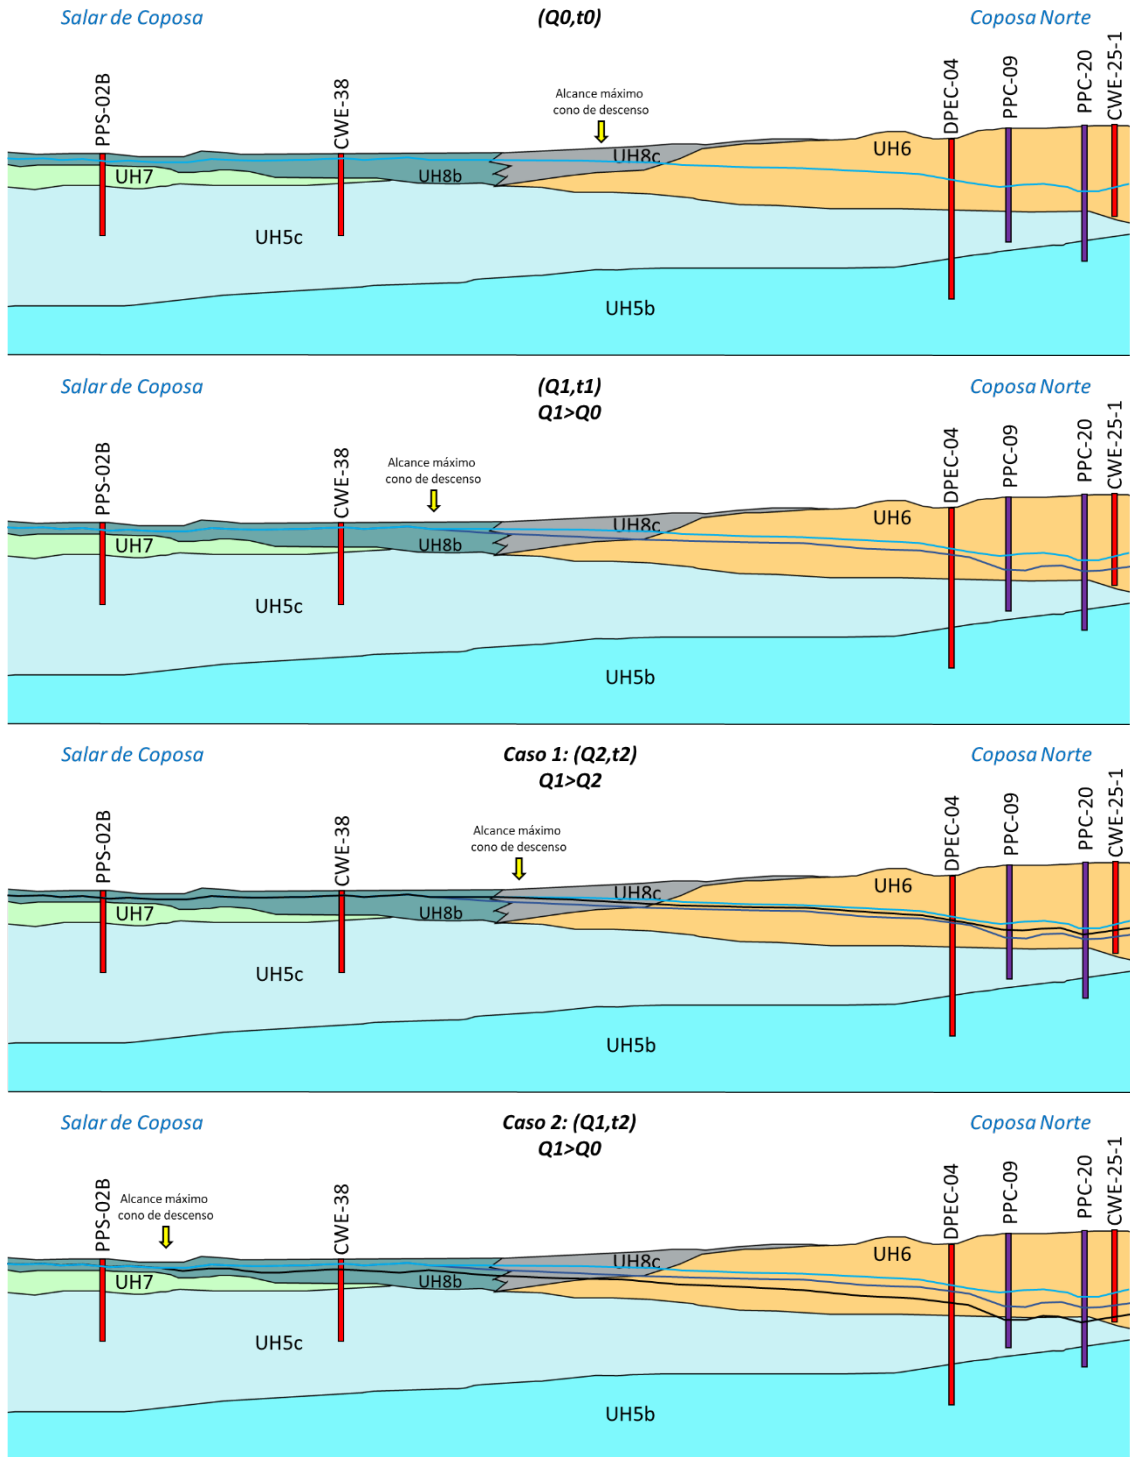 Salar de Coposa
(Q0,t0)
Coposa Norte
PPS-02B
CWE-38
Alcance máximo
cono de descenso
DPEC-04
PPC-09
PPC-20
CWE-25-1
UH7
UH8b
UH8c
UH6
UH5c
UH5b
Salar de Coposa
(Q1,t1)
Q1>Q0
Coposa Norte
PPS-02B
CWE-38
Alcance máximo
cono de descenso
DPEC-04
PPC-09
PPC-20
CWE-25-1
UH7
UH8b
UH8c
UH6
UH5c
UH5b
Salar de Coposa
Caso 1: (Q2,t2)
Q1>Q2
Coposa Norte
PPS-02B
CWE-38
Alcance máximo
cono de descenso
DPEC-04
PPC-09
PPC-20
CWE-25-1
UH7
UH8b
UH8c
UH6
UH5c
UH5b
Salar de Coposa
Caso 2: (Q1,t2)
Q1>Q0
Coposa Norte
PPS-02B
Alcance máximo
cono de descenso
CWE-38
DPEC-04
PPC-09
PPC-20
CWE-25-1
UH7
UH8b
UH8c
UH6
UH5c
UH5b